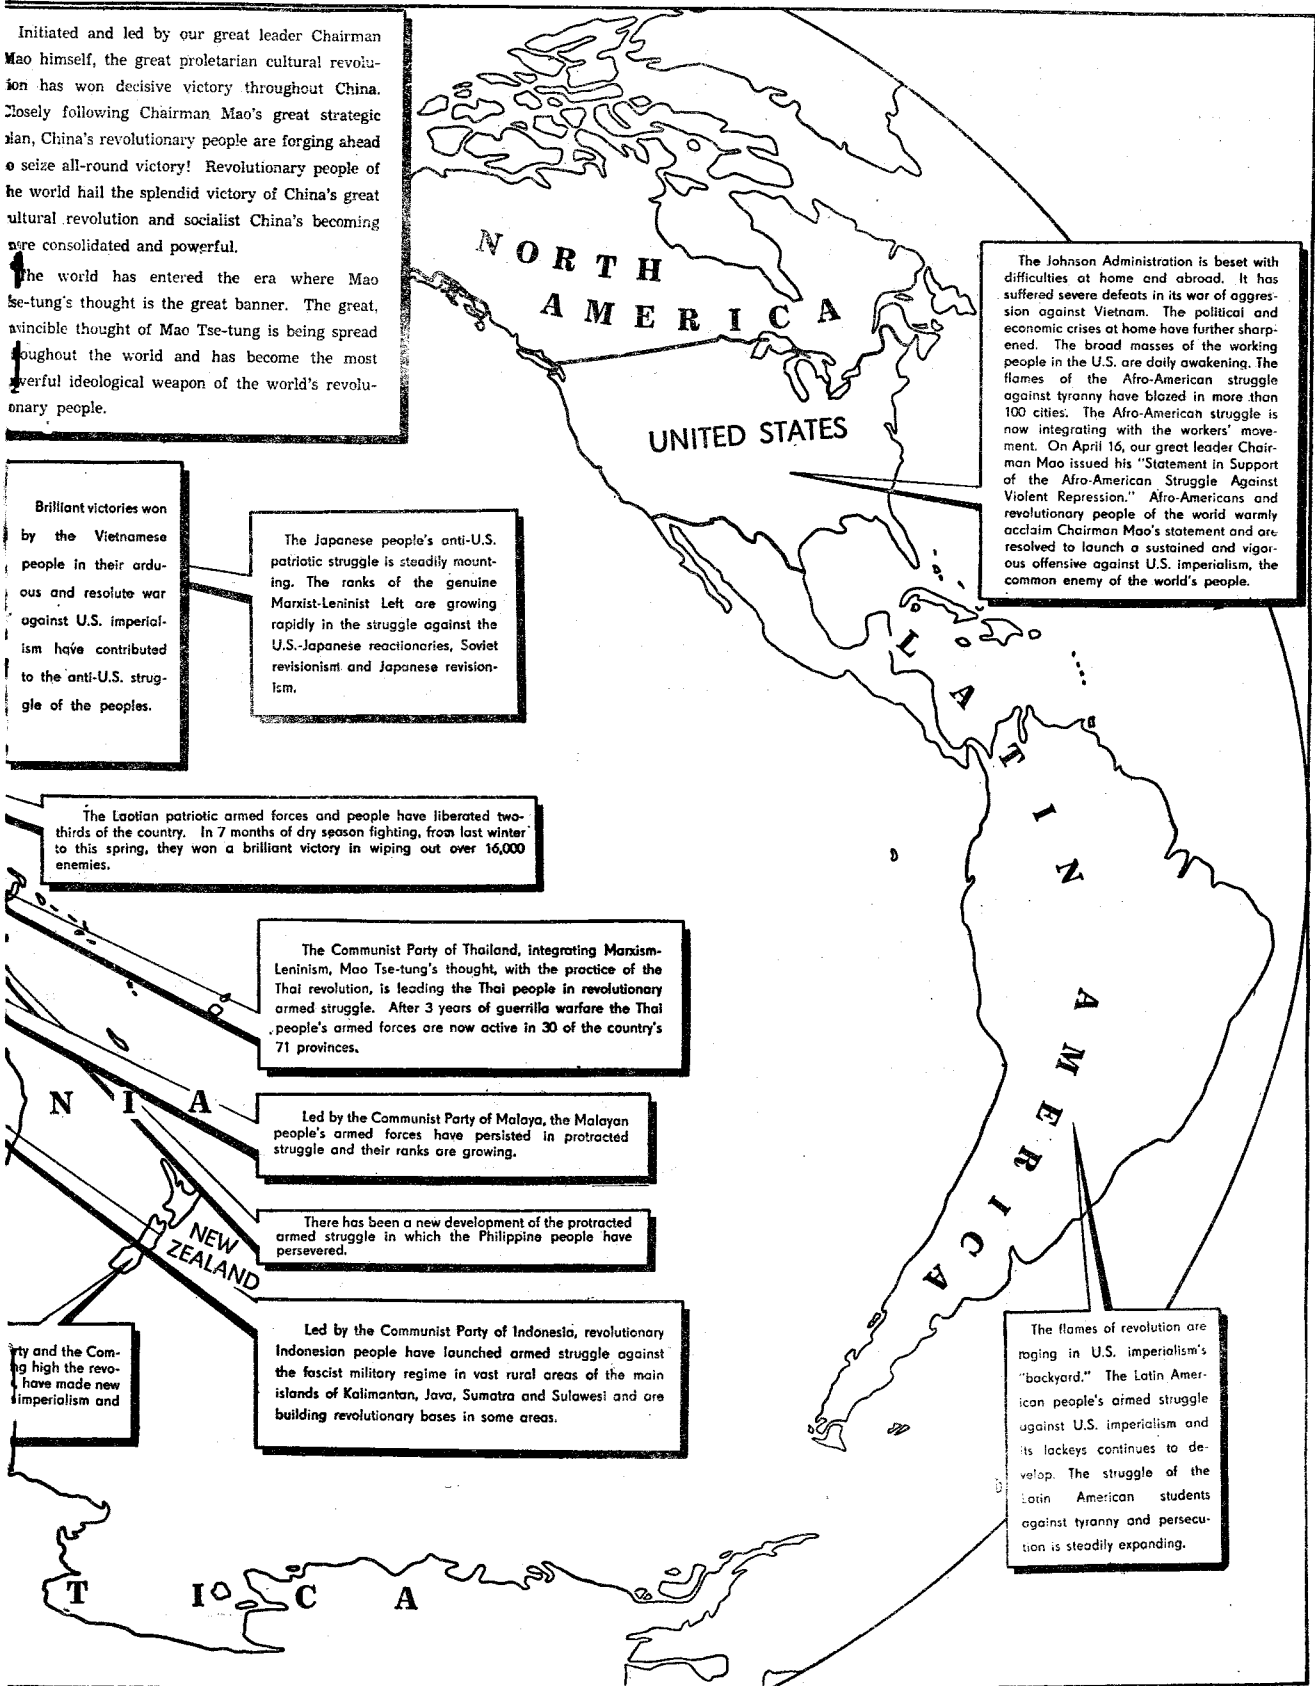 Initiated and led by our great leader Chairman
Mao himself, the great proletarian cultural revolu-
ion has won decisive victory throughout China.
Closely following Chairman Mao's great strategic
lan, China's revolutionary people are forging ahead
o seize all-round victory! Revolutionary people of
he world hail the splendid victory of China's great
ultural revolution and socialist China's becoming
re consolidated and powerful.
The world has entered the era where Mao
se-tung's thought is the great banner. The great,
vincible thought of Mao Tse-tung is being spread
oughout the world and has become the most
werful ideological weapon of the world's revolu-
onary people.
NORTH
AMERICA
UNITED STATES
The Johnson Administration is beset with
difficulties at home and abroad. It has
suffered severe defeats in its war of aggres-
sion against Vietnam. The political and
economic crises at home have further sharp-
ened. The broad masses of the working
people in the U.S. are daily awakening. The
flames of the Afro-American struggle
against tyranny have blazed in more than
100 cities. The Afro-American struggle is
now integrating with the workers' move-
ment. On April 16, our great leader Chair-
man Mao issued his "Statement in Support
of the Afro-American Struggle Against
Violent Repression." Afro-Americans and
revolutionary people of the world warmly
acclaim Chairman Mao's statement and are
resolved to launch a sustained and vigor-
ous offensive against U.S. imperialism, the
common enemy of the world's people.
Brilliant victories won
by the Vietnamese
people in their ardu-
ous and resolute war
against U.S. imperial-
ism have contributed
to the anti-U.S. strug-
gle of the peoples.
The Japanese people's anti-U.S.
patriotic struggle is steadily mount-
ing. The ranks of the genuine
Marxist-Leninist Left are growing
rapidly in the struggle against the
U.S.-Japanese reactionaries, Soviet
revisionism and Japanese revision-
ism.
LATIN AMERICA
The Laotian patriotic armed forces and people have liberated two-
thirds of the country. In 7 months of dry season fighting, from last winter
to this spring, they won a brilliant victory in wiping out over 16,000
enemies.
The Communist Party of Thailand, integrating Marxism-
Leninism, Mao Tse-tung's thought, with the practice of the
Thai revolution, is leading the Thai people in revolutionary
armed struggle. After 3 years of guerrilla warfare the Thai
people's armed forces are now active in 30 of the country's
71 provinces.
NIA
Led by the Communist Party of Malaya, the Malayan
people's armed forces have persisted in protracted
struggle and their ranks are growing.
There has been a new development of the protracted
armed struggle in which the Philippine people have
persevered.
NEW
ZEALAND
Led by the Communist Party of Indonesia, revolutionary
Indonesian people have launched armed struggle against
the fascist military regime in vast rural areas of the main
islands of Kalimantan, Java, Sumatra and Sulawesi and are
building revolutionary bases in some areas.
rty and the Com-
ng high the revo-
have made new
imperialism and
The flames of revolution are
raging in U.S. imperialism's
"backyard." The Latin Amer-
ican people's armed struggle
against U.S. imperialism and
its lackeys continues to de-
velop. The struggle of the
Latin American students
against tyranny and persecu-
tion is steadily expanding.
TICA